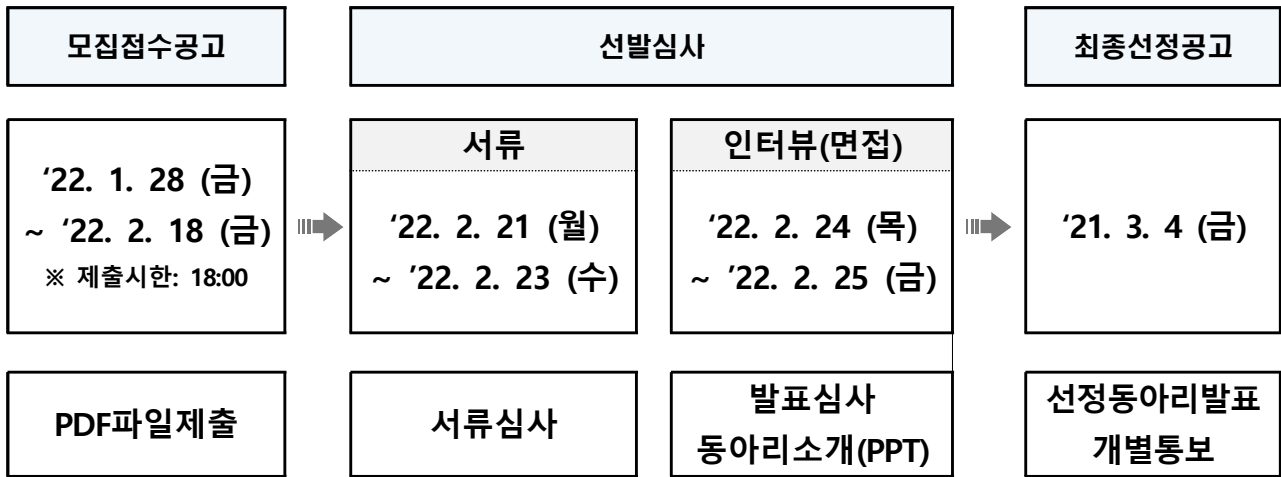 모집접수공고
선발심사
최종선정공고
‘22. 1. 28 (금)
~ ‘22. 2. 18 (금)
※ 제출시한: 18:00
서류
‘22. 2. 21 (월)
~ ’22. 2. 23 (수)
인터뷰(면접)
‘22. 2. 24 (목)
~ ’22. 2. 25 (금)
‘21. 3. 4 (금)
PDF파일제출
서류심사
발표심사
동아리소개(PPT)
선정동아리발표
개별통보